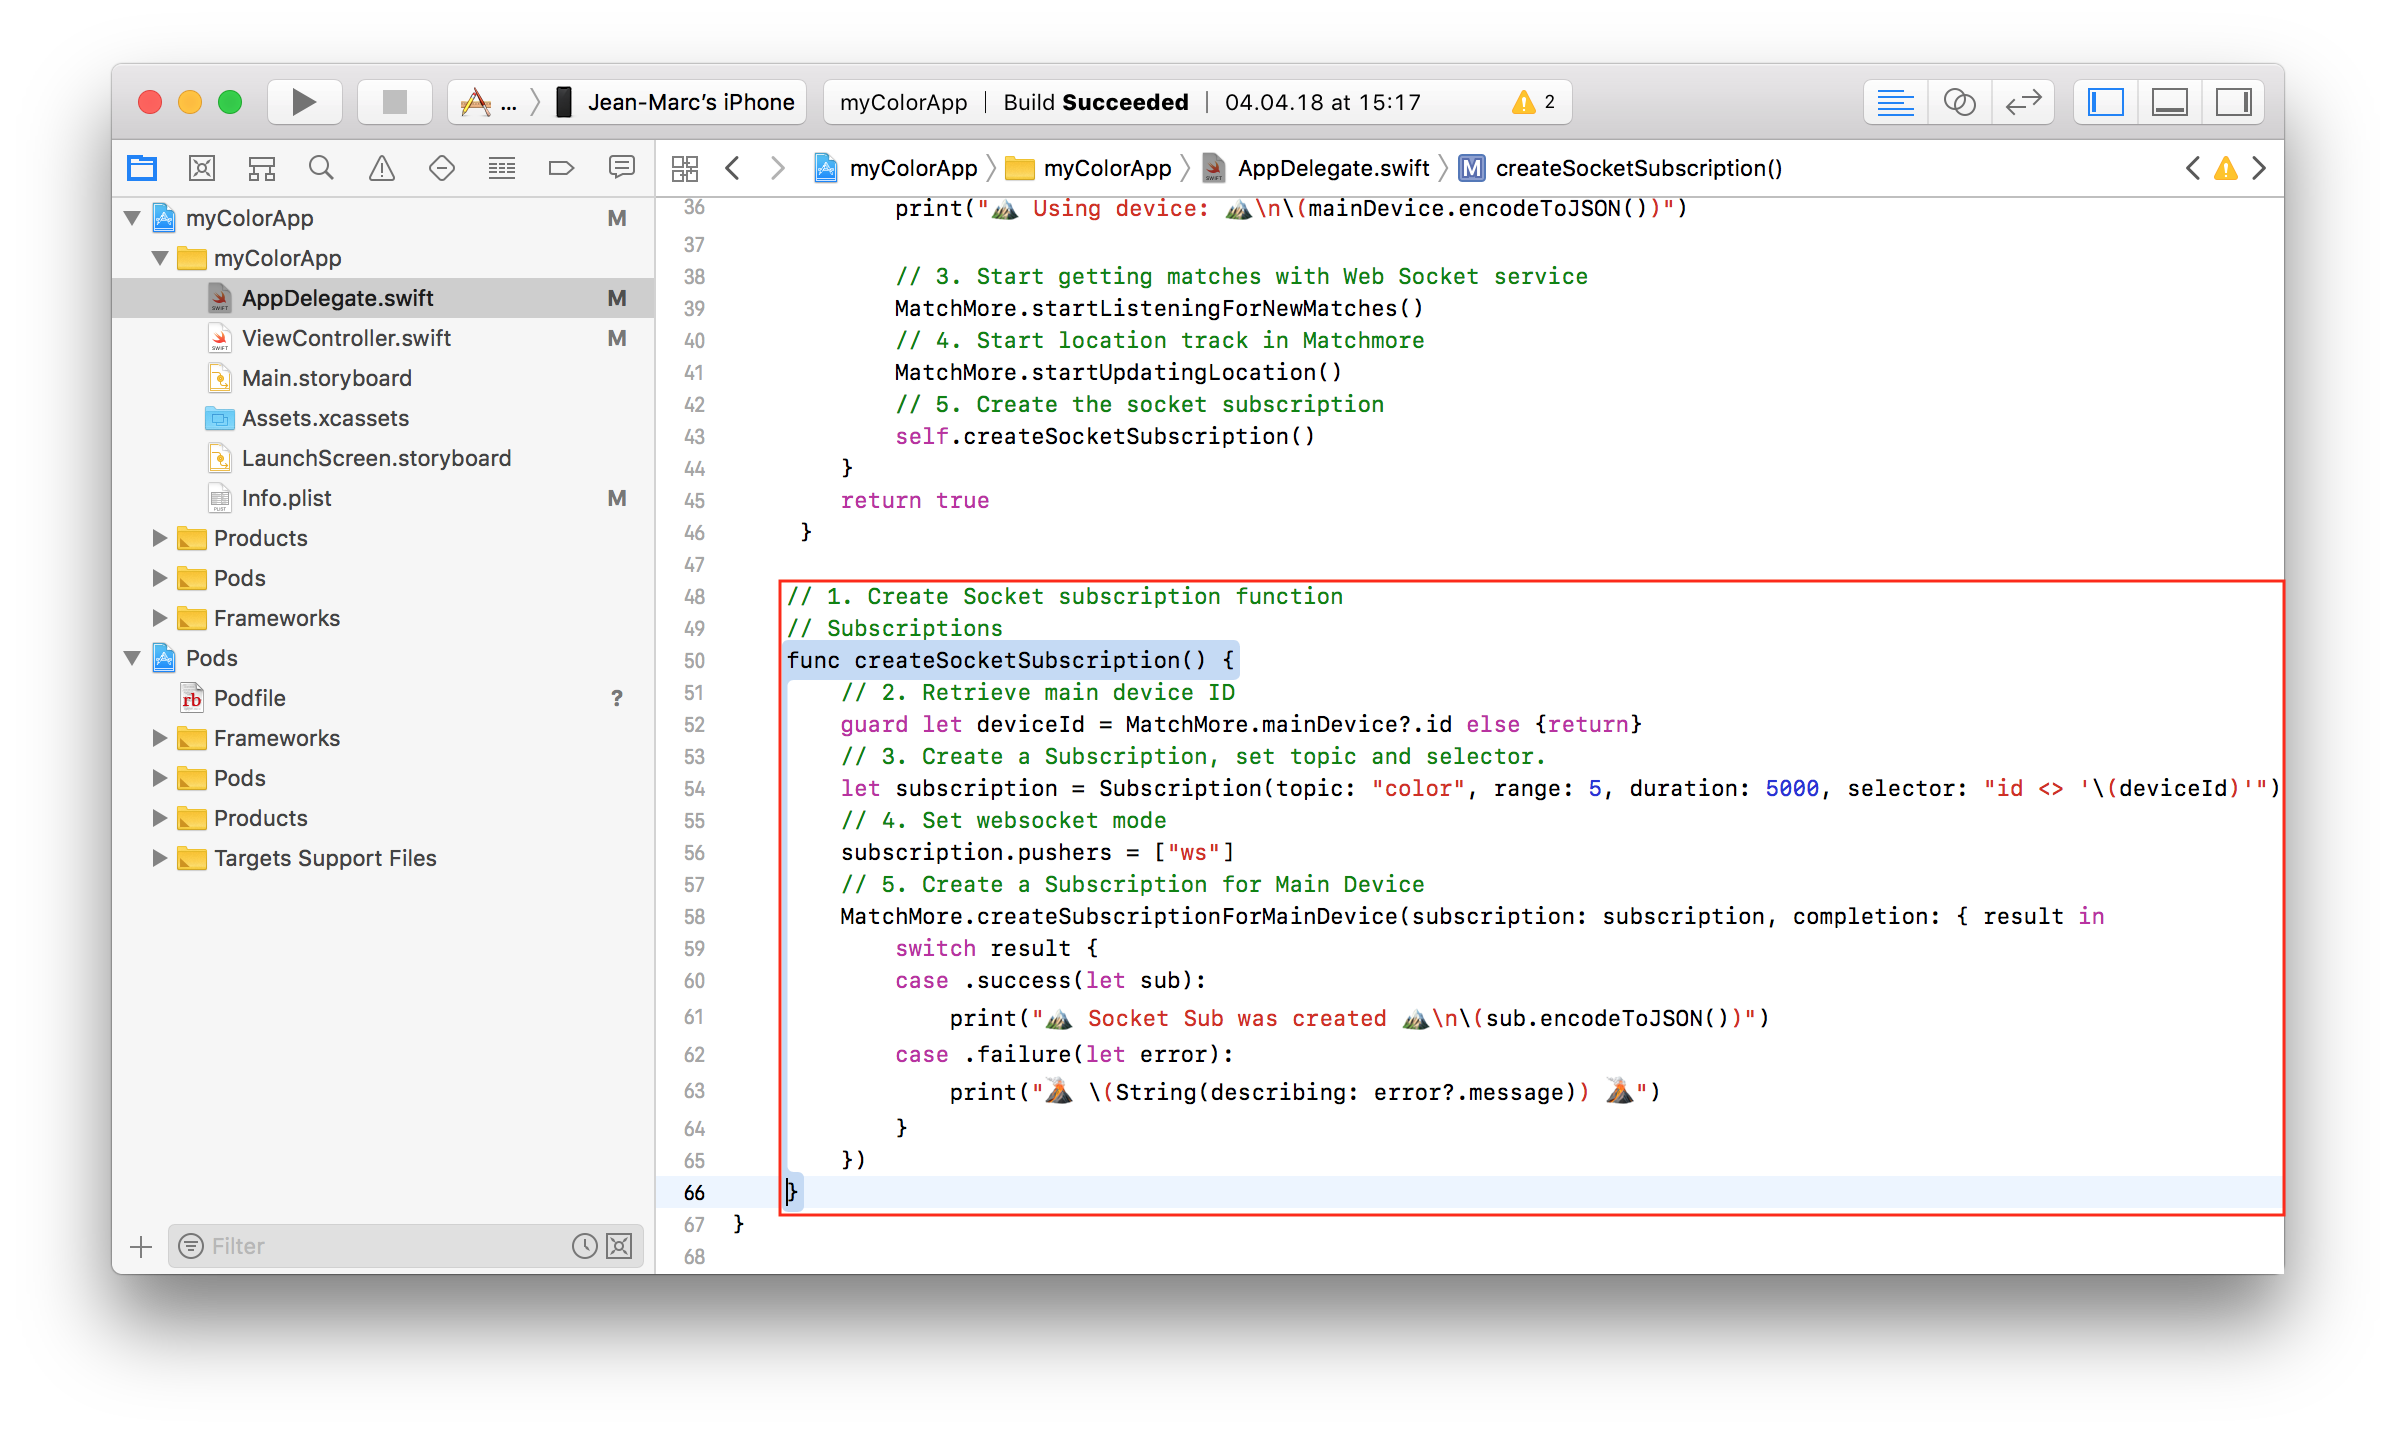 ... Jean-Marc’s iPhone
myColorApp | Build Succeeded | 04.04.18 at 15:17
2
myColorApp M
myColorApp
AppDelegate.swift M
ViewController.swift M
Main.storyboard
Assets.xcassets
LaunchScreen.storyboard
Info.plist M
Products
Pods
Frameworks
Pods
Podfile ?
Frameworks
Pods
Products
Targets Support Files
Filter
myColorApp myColorApp AppDelegate.swift M createSocketSubscription()
36 print("🏔 Using device: 🏔\n\(mainDevice.encodeToJSON())")
37
38 // 3. Start getting matches with Web Socket service
39 MatchMore.startListeningForNewMatches()
40 // 4. Start location track in Matchmore
41 MatchMore.startUpdatingLocation()
42 // 5. Create the socket subscription
43 self.createSocketSubscription()
44 }
45 return true
46 }
47
48 // 1. Create Socket subscription function
49 // Subscriptions
50 func createSocketSubscription() {
51 // 2. Retrieve main device ID
52 guard let deviceId = MatchMore.mainDevice?.id else {return}
53 // 3. Create a Subscription, set topic and selector.
54 let subscription = Subscription(topic: "color", range: 5, duration: 5000, selector: "id <> '\(deviceId)'")
55 // 4. Set websocket mode
56 subscription.pushers = ["ws"]
57 // 5. Create a Subscription for Main Device
58 MatchMore.createSubscriptionForMainDevice(subscription: subscription, completion: { result in
59 switch result {
60 case .success(let sub):
61 print("🏔 Socket Sub was created 🏔\n\(sub.encodeToJSON())")
62 case .failure(let error):
63 print("🌋 \(String(describing: error?.message)) 🌋")
64 }
65 })
66 }
67 }
68